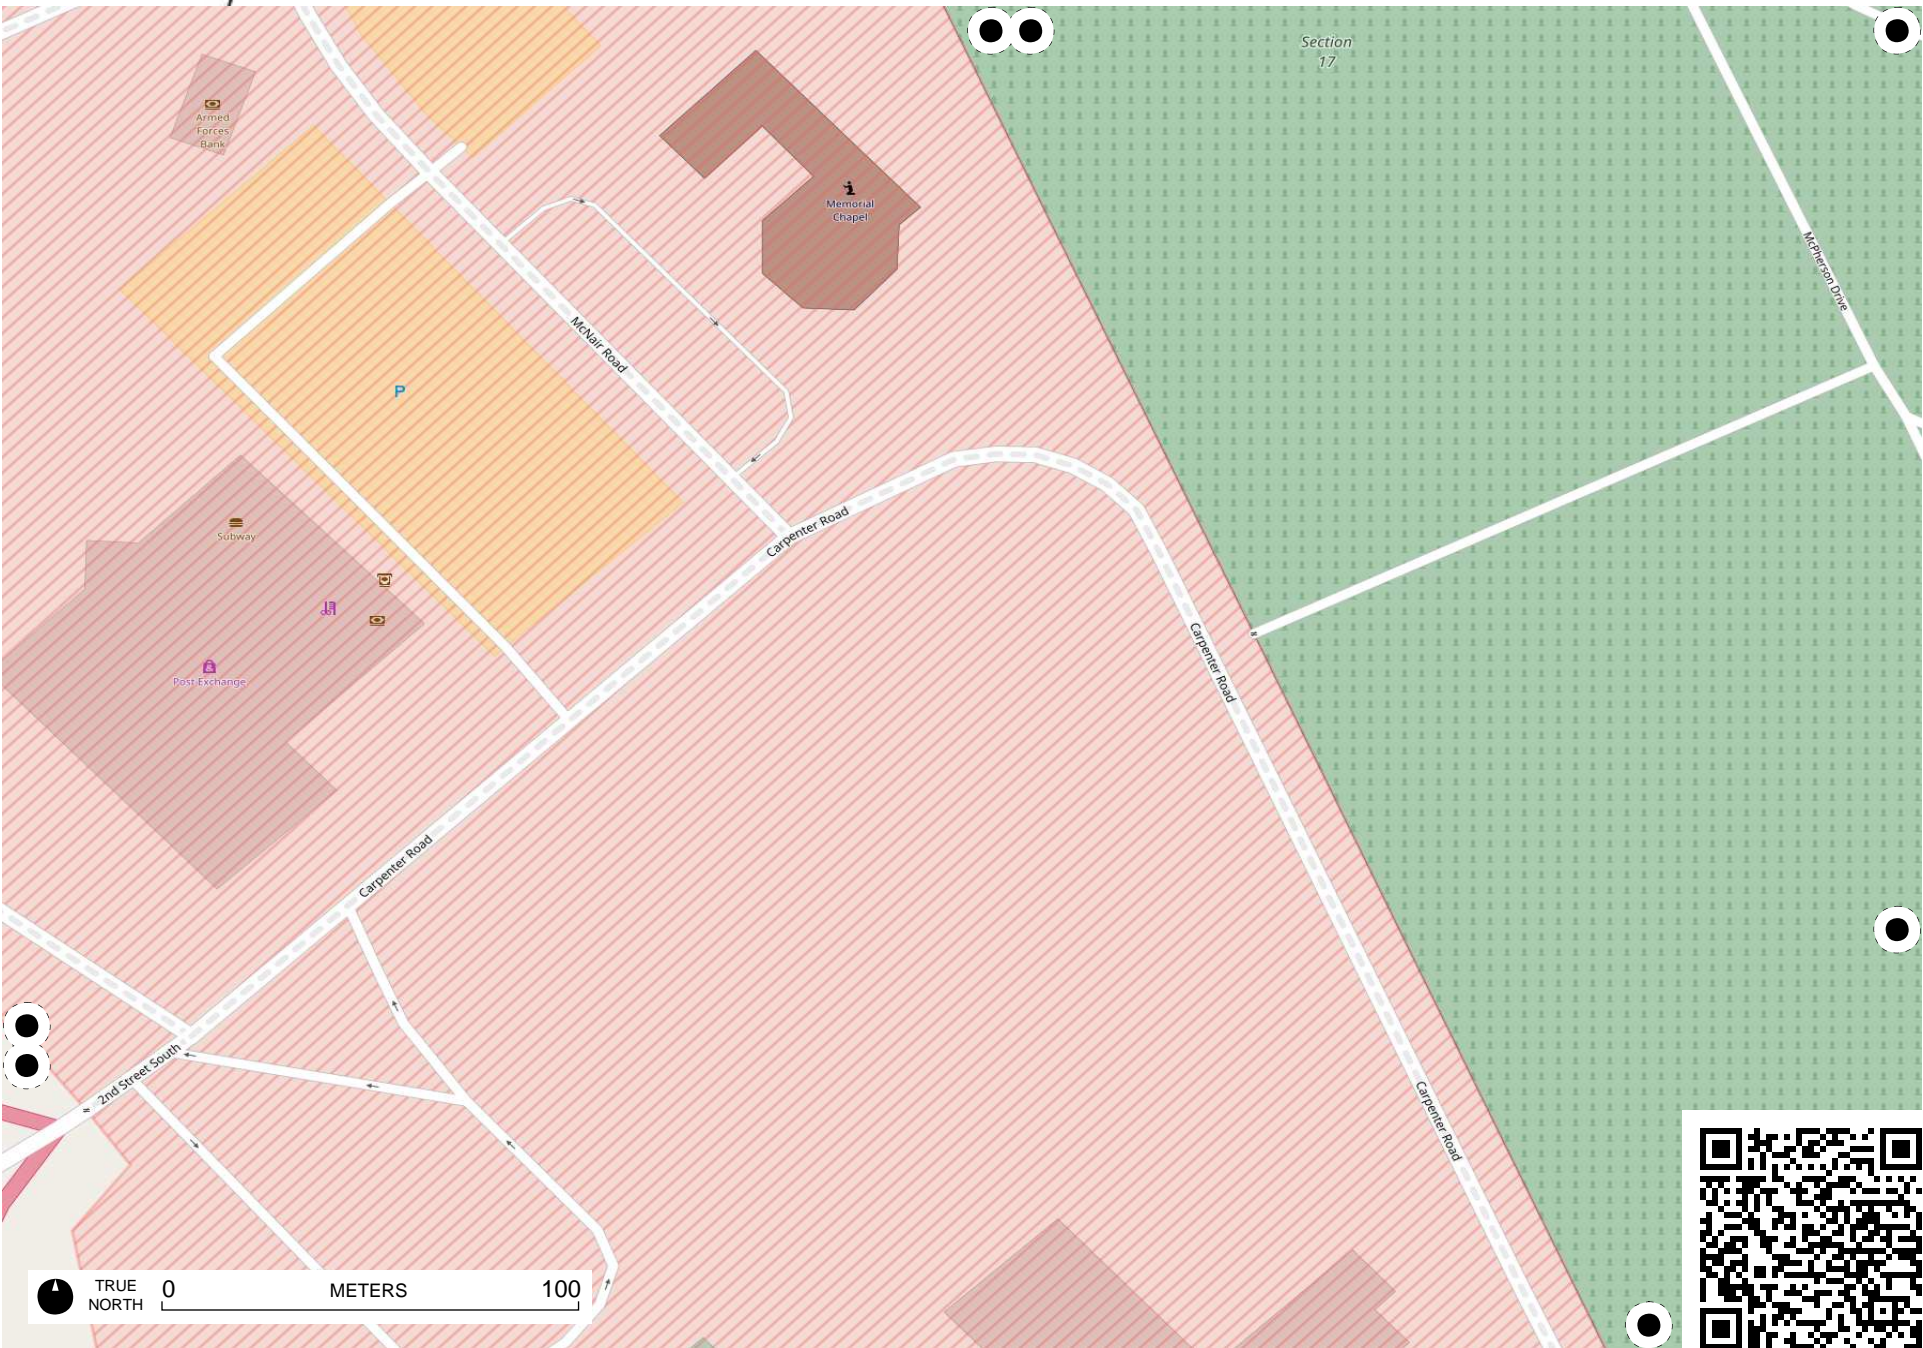 Section
17
Armed
Forces
Bank
Memorial
Chapel
McPherson Drive
McNair Road
P
Carpenter Road
Subway
Carpenter Road
Post Exchange
Carpenter Road
2nd Street South
Carpenter Road
TRUE
NORTH
0 METERS 100